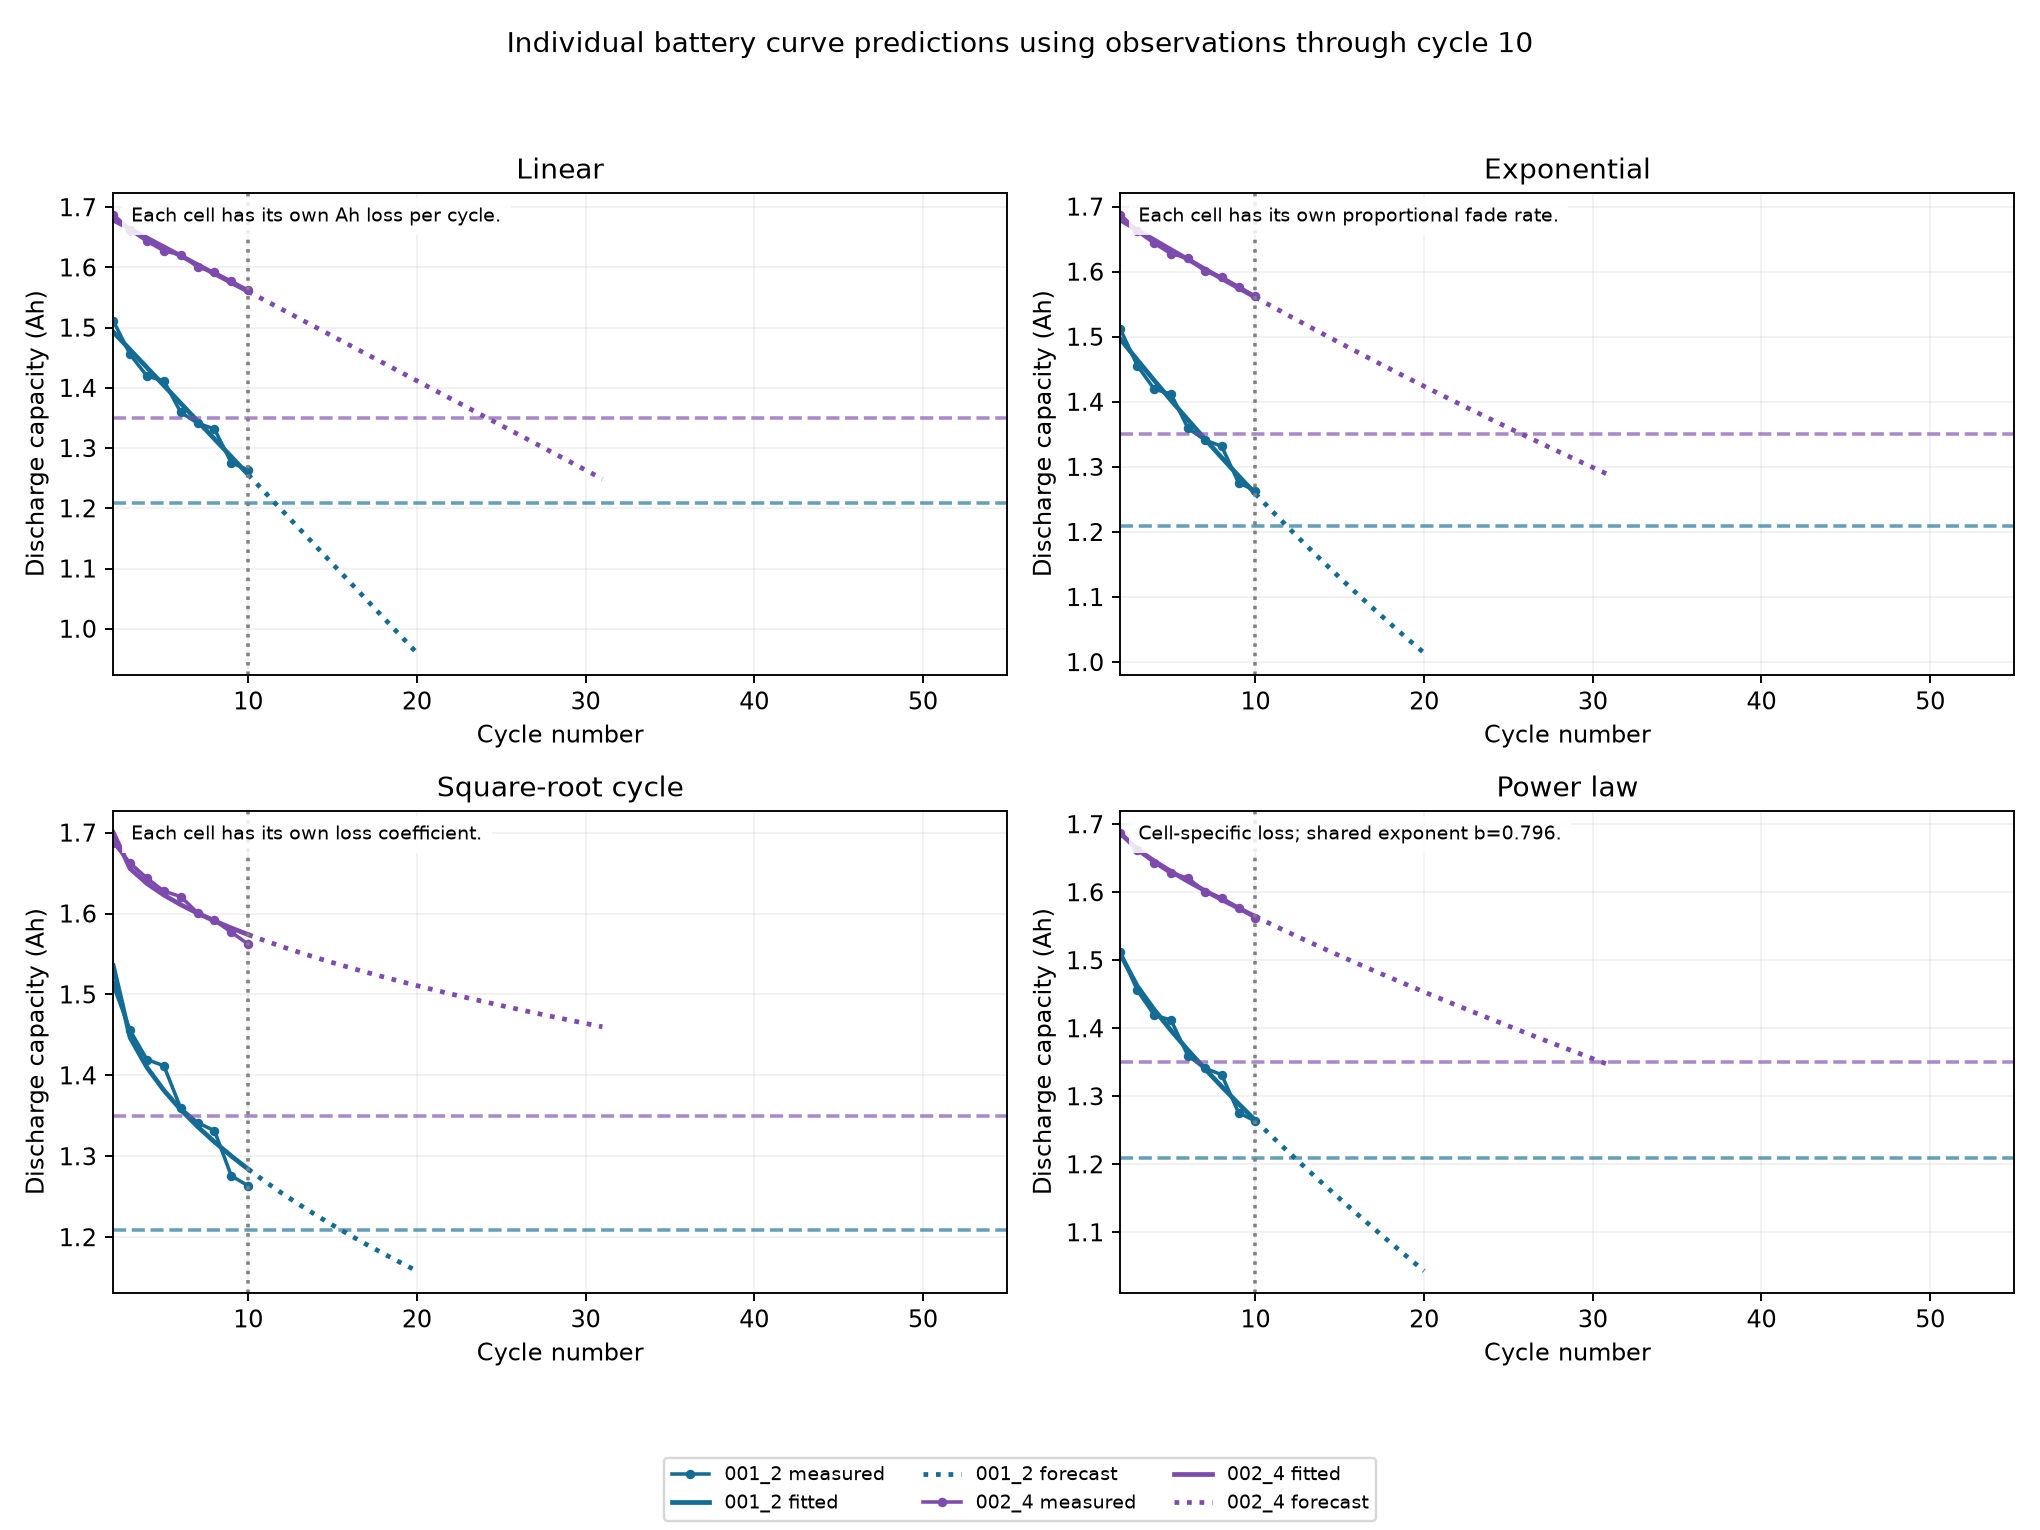 Individual battery curve predictions using observations through cycle 10
Linear
Each cell has its own Ah loss per cycle.
Discharge capacity (Ah)
1.7
1.6
1.5
1.4
1.3
1.2
1.1
1.0
10 20 30 40 50
Cycle number
Exponential
Each cell has its own proportional fade rate.
Discharge capacity (Ah)
1.7
1.6
1.5
1.4
1.3
1.2
1.1
1.0
10 20 30 40 50
Cycle number
Square-root cycle
Each cell has its own loss coefficient.
Discharge capacity (Ah)
1.7
1.6
1.5
1.4
1.3
1.2
10 20 30 40 50
Cycle number
Power law
Cell-specific loss; shared exponent b=0.796.
Discharge capacity (Ah)
1.7
1.6
1.5
1.4
1.3
1.2
1.1
10 20 30 40 50
Cycle number
001_2 measured 001_2 forecast 002_4 fitted
001_2 fitted 002_4 measured 002_4 forecast